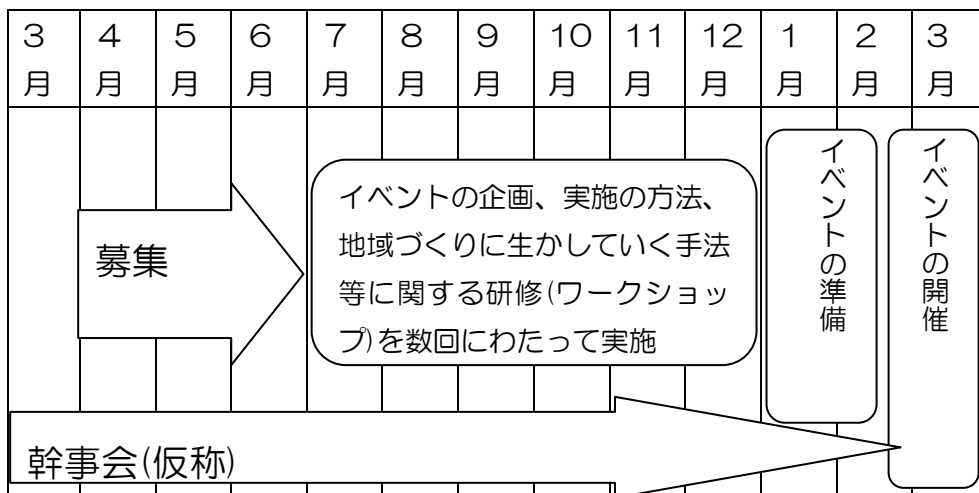 3月
4月
5月
6月
7月
8月
9月
10月
11月
12月
1月
2月
3月
募集
イベントの企画、実施の方法、
地域づくりに生かしていく手法
等に関する研修(ワークショッ
プ)を数回にわたって実施
イベントの準備
イベントの開催
幹事会(仮称)